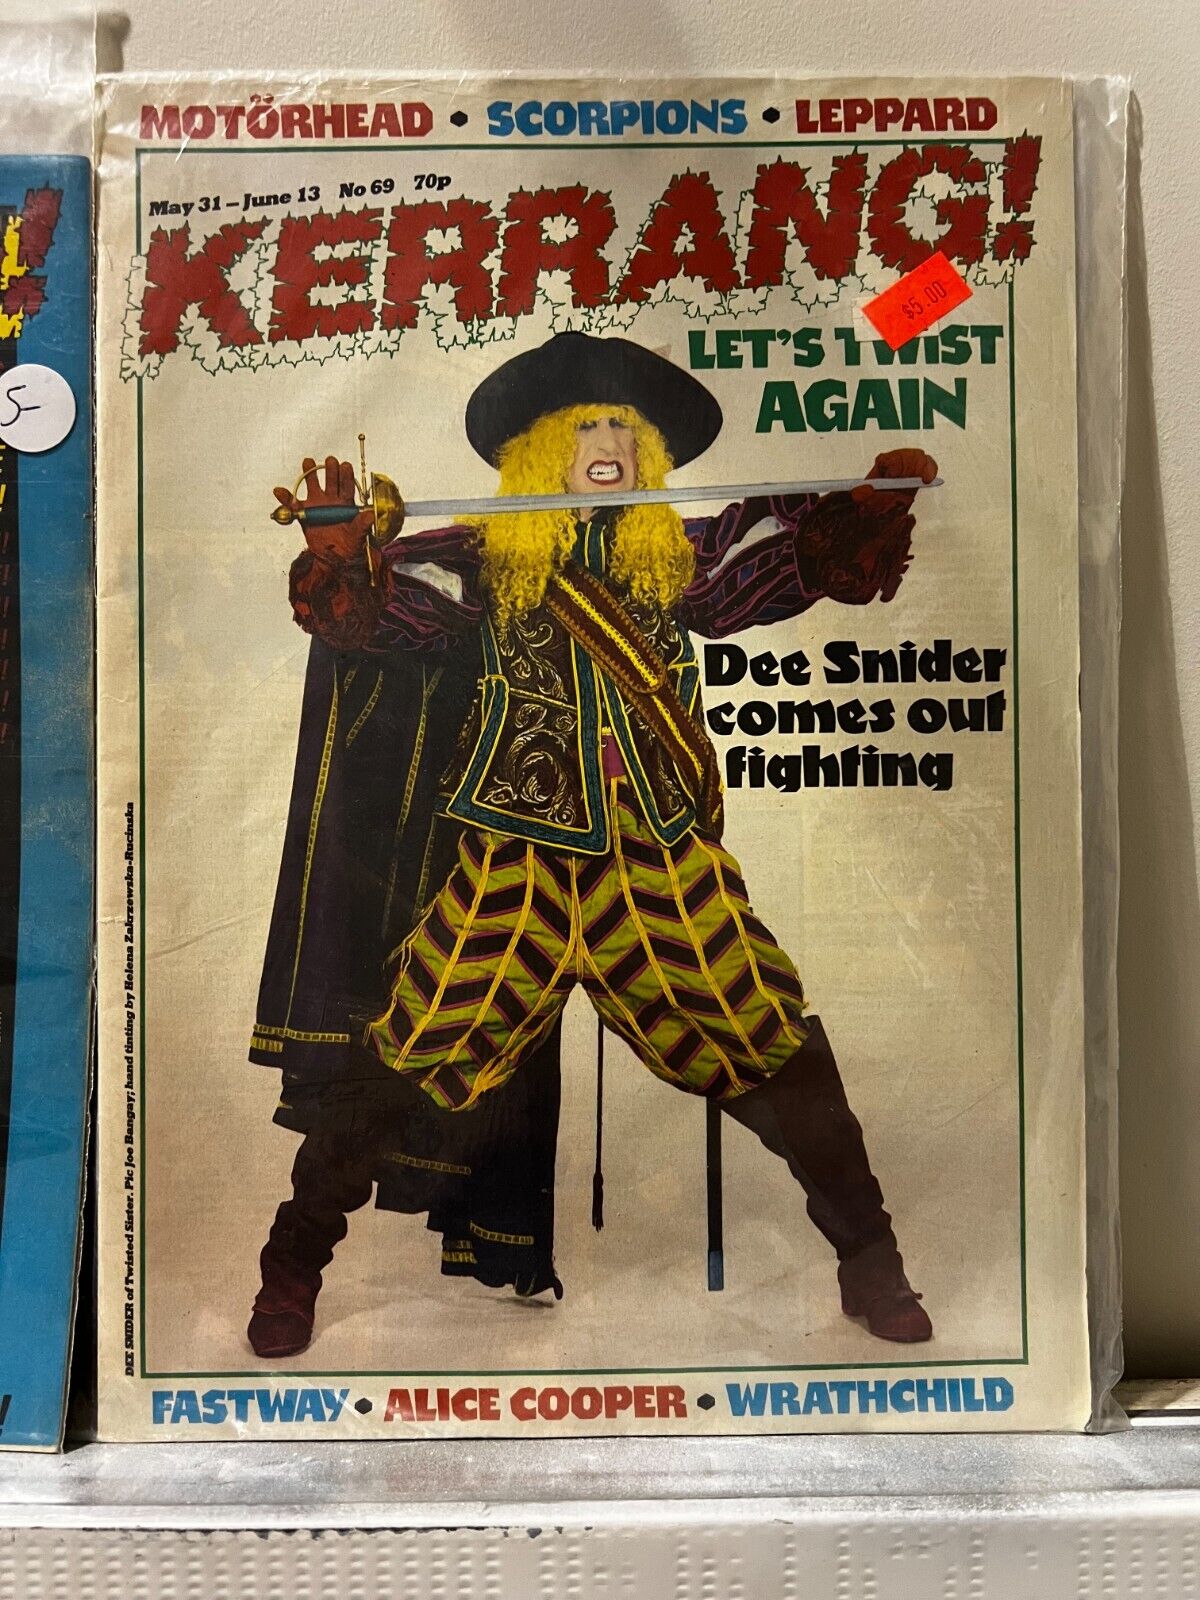 MOTÖRHEAD • SCORPIONS • LEPPARD
May 31 – June 13 No 69 70p
KERRANG!
$5.00
LET'S TWIST
AGAIN
5-
Dee Snider
comes out
fighting
DEE SNIDER of Twisted Sister. Pic Joe Bangay; hand tinting by Helena Zakrzewska-Rucinska
FASTWAY • ALICE COOPER • WRATHCHILD